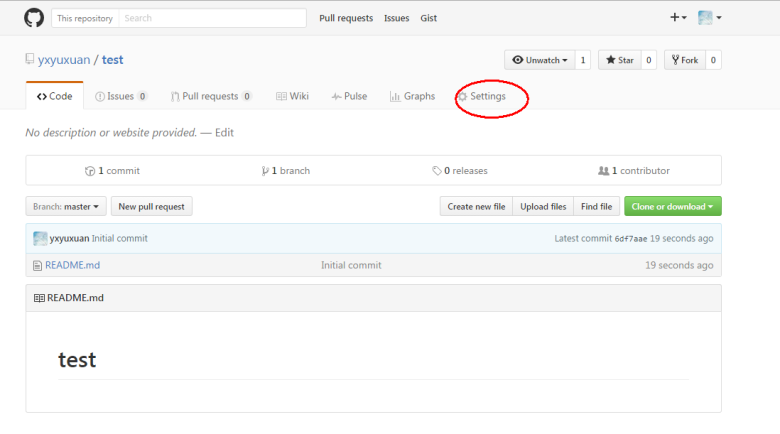 This repository Search Pull requests Issues Gist
yxyuxuan / test Unwatch 1 Star 0 Fork 0
Code Issues 0 Pull requests 0 Wiki Pulse Graphs Settings
No description or website provided. — Edit
1 commit 1 branch 0 releases 1 contributor
Branch: master New pull request Create new file Upload files Find file Clone or download
yxyuxuan Initial commit Latest commit 6df7aae 19 seconds ago
README.md Initial commit 19 seconds ago
README.md
test